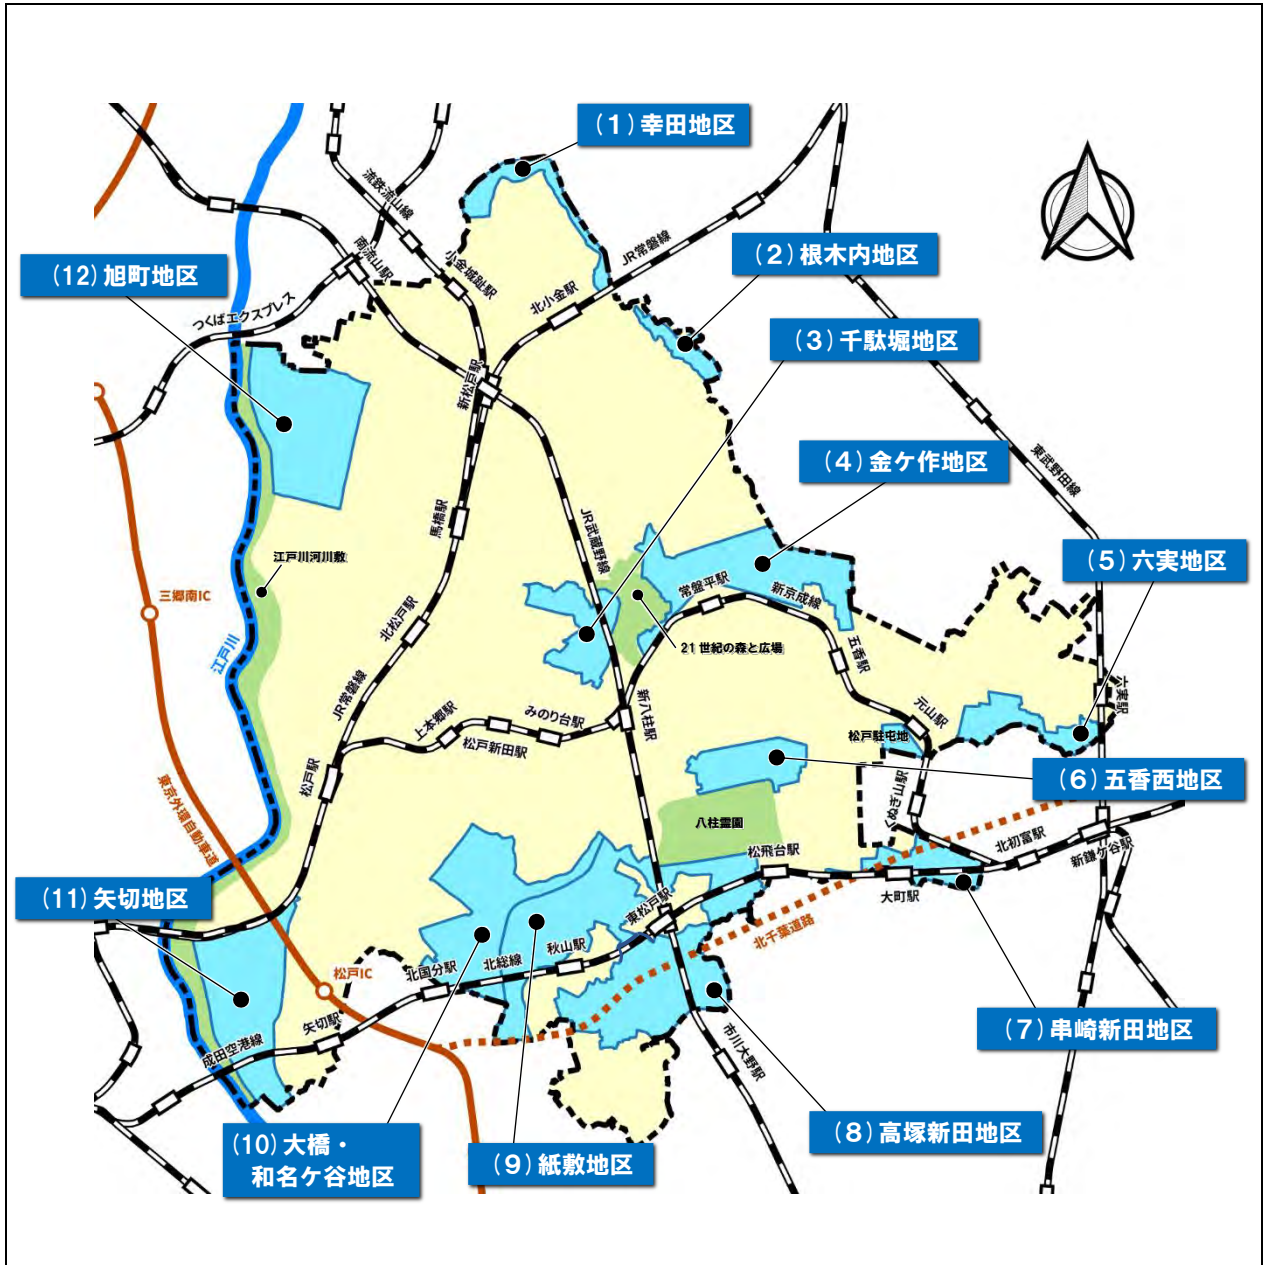 (1)幸田地区
流鉄流山線
南流山駅
小金城趾駅
JR常磐線
(2)根木内地区
(12)旭町地区
つくばエクスプレス
北小金駅
(3)千駄堀地区
新松戸駅
(4)金ケ作地区
東武野田線
馬橋駅
JR武蔵野線
江戸川河川敷
(5)六実地区
常盤平駅
新京成線
三郷南IC
北松戸駅
21世紀の森と広場
江戸川
五香駅
JR常磐線
上本郷駅
みのり台駅
新八柱駅
元山駅
六実駅
松戸新田駅
松戸駐屯地
松戸駅
(6)五香西地区
くぬぎ山駅
東京外環自動車道
八柱霊園
松飛台駅
北初富駅
新鎌ケ谷駅
(11)矢切地区
大町駅
東松戸駅
北千葉道路
秋山駅
北総線
北国分駅
松戸IC
矢切駅
成田空港線
市川大野駅
(7)串崎新田地区
(8)高塚新田地区
(10)大橋・
和名ケ谷地区
(9)紙敷地区